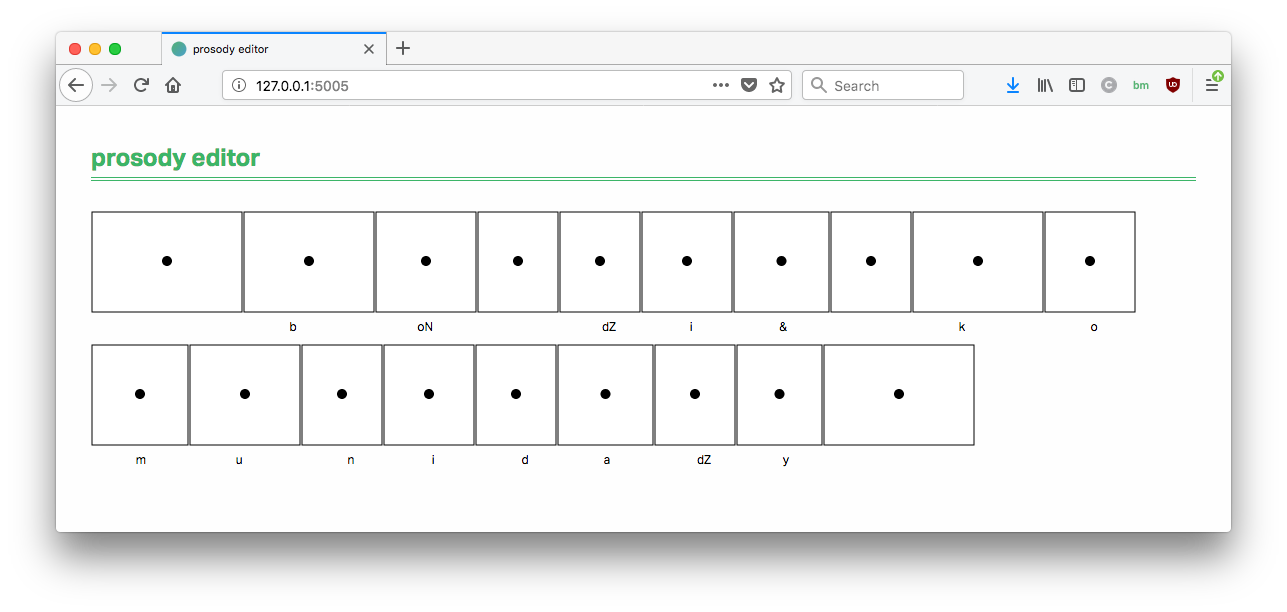 prosody editor
127.0.0.1:5005
Search
bm
prosody editor
b oN dZ i & k o
m u n i d a dZ y